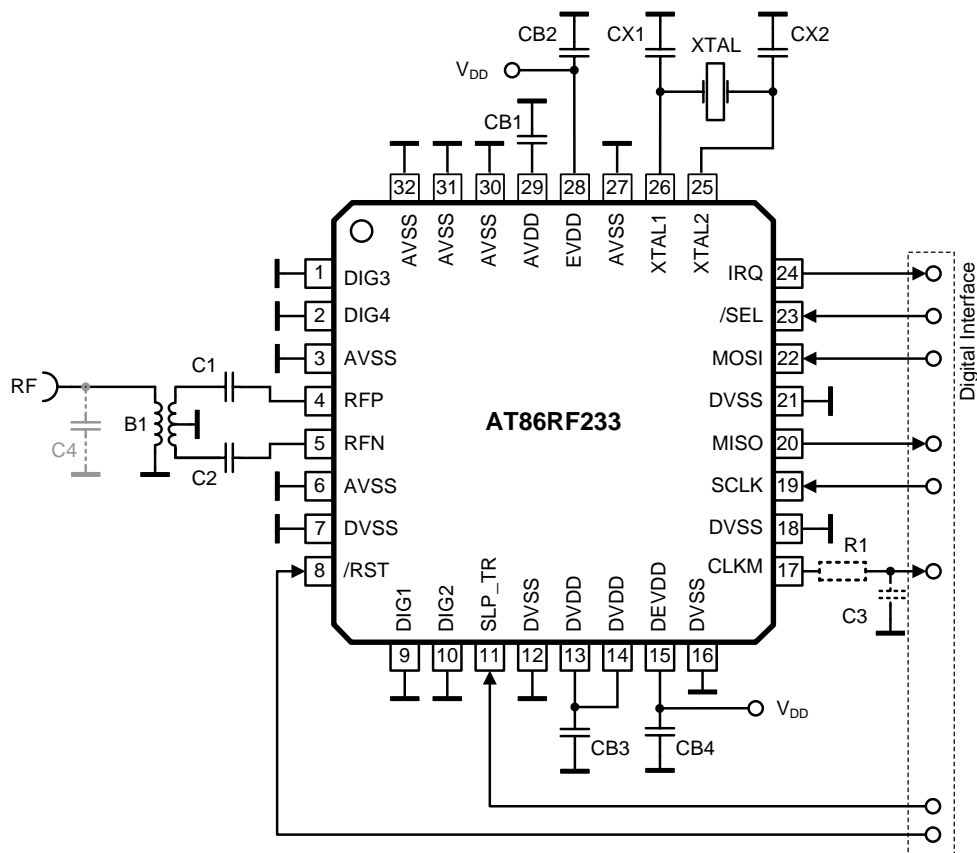 CB2
CX1
XTAL
CX2
VDD
CB1
32
31
30
29
28
27
26
25
AVSS
AVSS
AVSS
AVDD
EVDD
AVSS
XTAL1
XTAL2
1
DIG3
IRQ
24
2
DIG4
/SEL
23
3
AVSS
MOSI
22
RF
C4
B1
C1
C2
4
RFP
DVSS
21
AT86RF233
5
RFN
MISO
20
6
AVSS
SCLK
19
7
DVSS
DVSS
18
8
/RST
CLKM
17
R1
C3
Digital Interface
DIG1
DIG2
SLP_TR
DVSS
DVDD
DVDD
DEVDD
DVSS
9
10
11
12
13
14
15
16
CB3
CB4
VDD